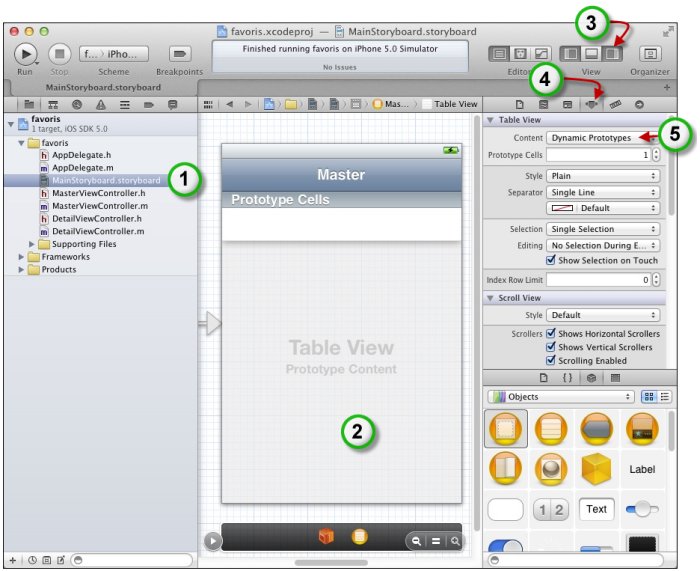 favoris.xcodeproj — MainStoryboard.storyboard
3
Run
Stop
f... ⟩ iPho...
Scheme
Breakpoints
Finished running favoris on iPhone 5.0 Simulator
No Issues
Editor
View
Organizer
4
MainStoryboard.storyboard
+
Mas...
Table View
favoris
1 target, iOS SDK 5.0
favoris
h AppDelegate.h
m AppDelegate.m
MainStoryboard.storyboard
1
h MasterViewController.h
m MasterViewController.m
h DetailViewController.h
m DetailViewController.m
Supporting Files
Frameworks
Products
Master
Prototype Cells
Table View
Prototype Content
2
Table View
Content Dynamic Prototypes
5
Prototype Cells 1
Style Plain
Separator Single Line
Default
Selection Single Selection
Editing No Selection During E...
Show Selection on Touch
Index Row Limit 0
Scroll View
Style Default
Scrollers Shows Horizontal Scrollers
Shows Vertical Scrollers
Scrolling Enabled
{}
Objects
Label
1 2
Text
+
=